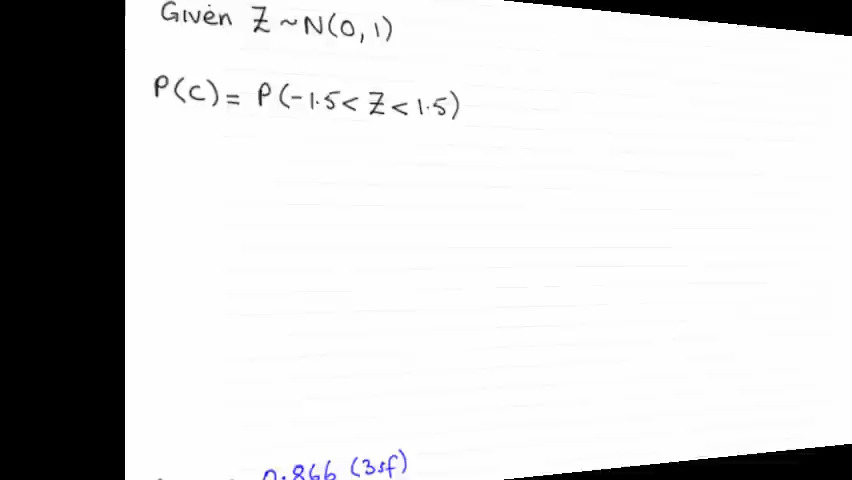 Given Z ~ N(0, 1)
P(C) = P(-1.5 < Z < 1.5)
0.866 (3sf)